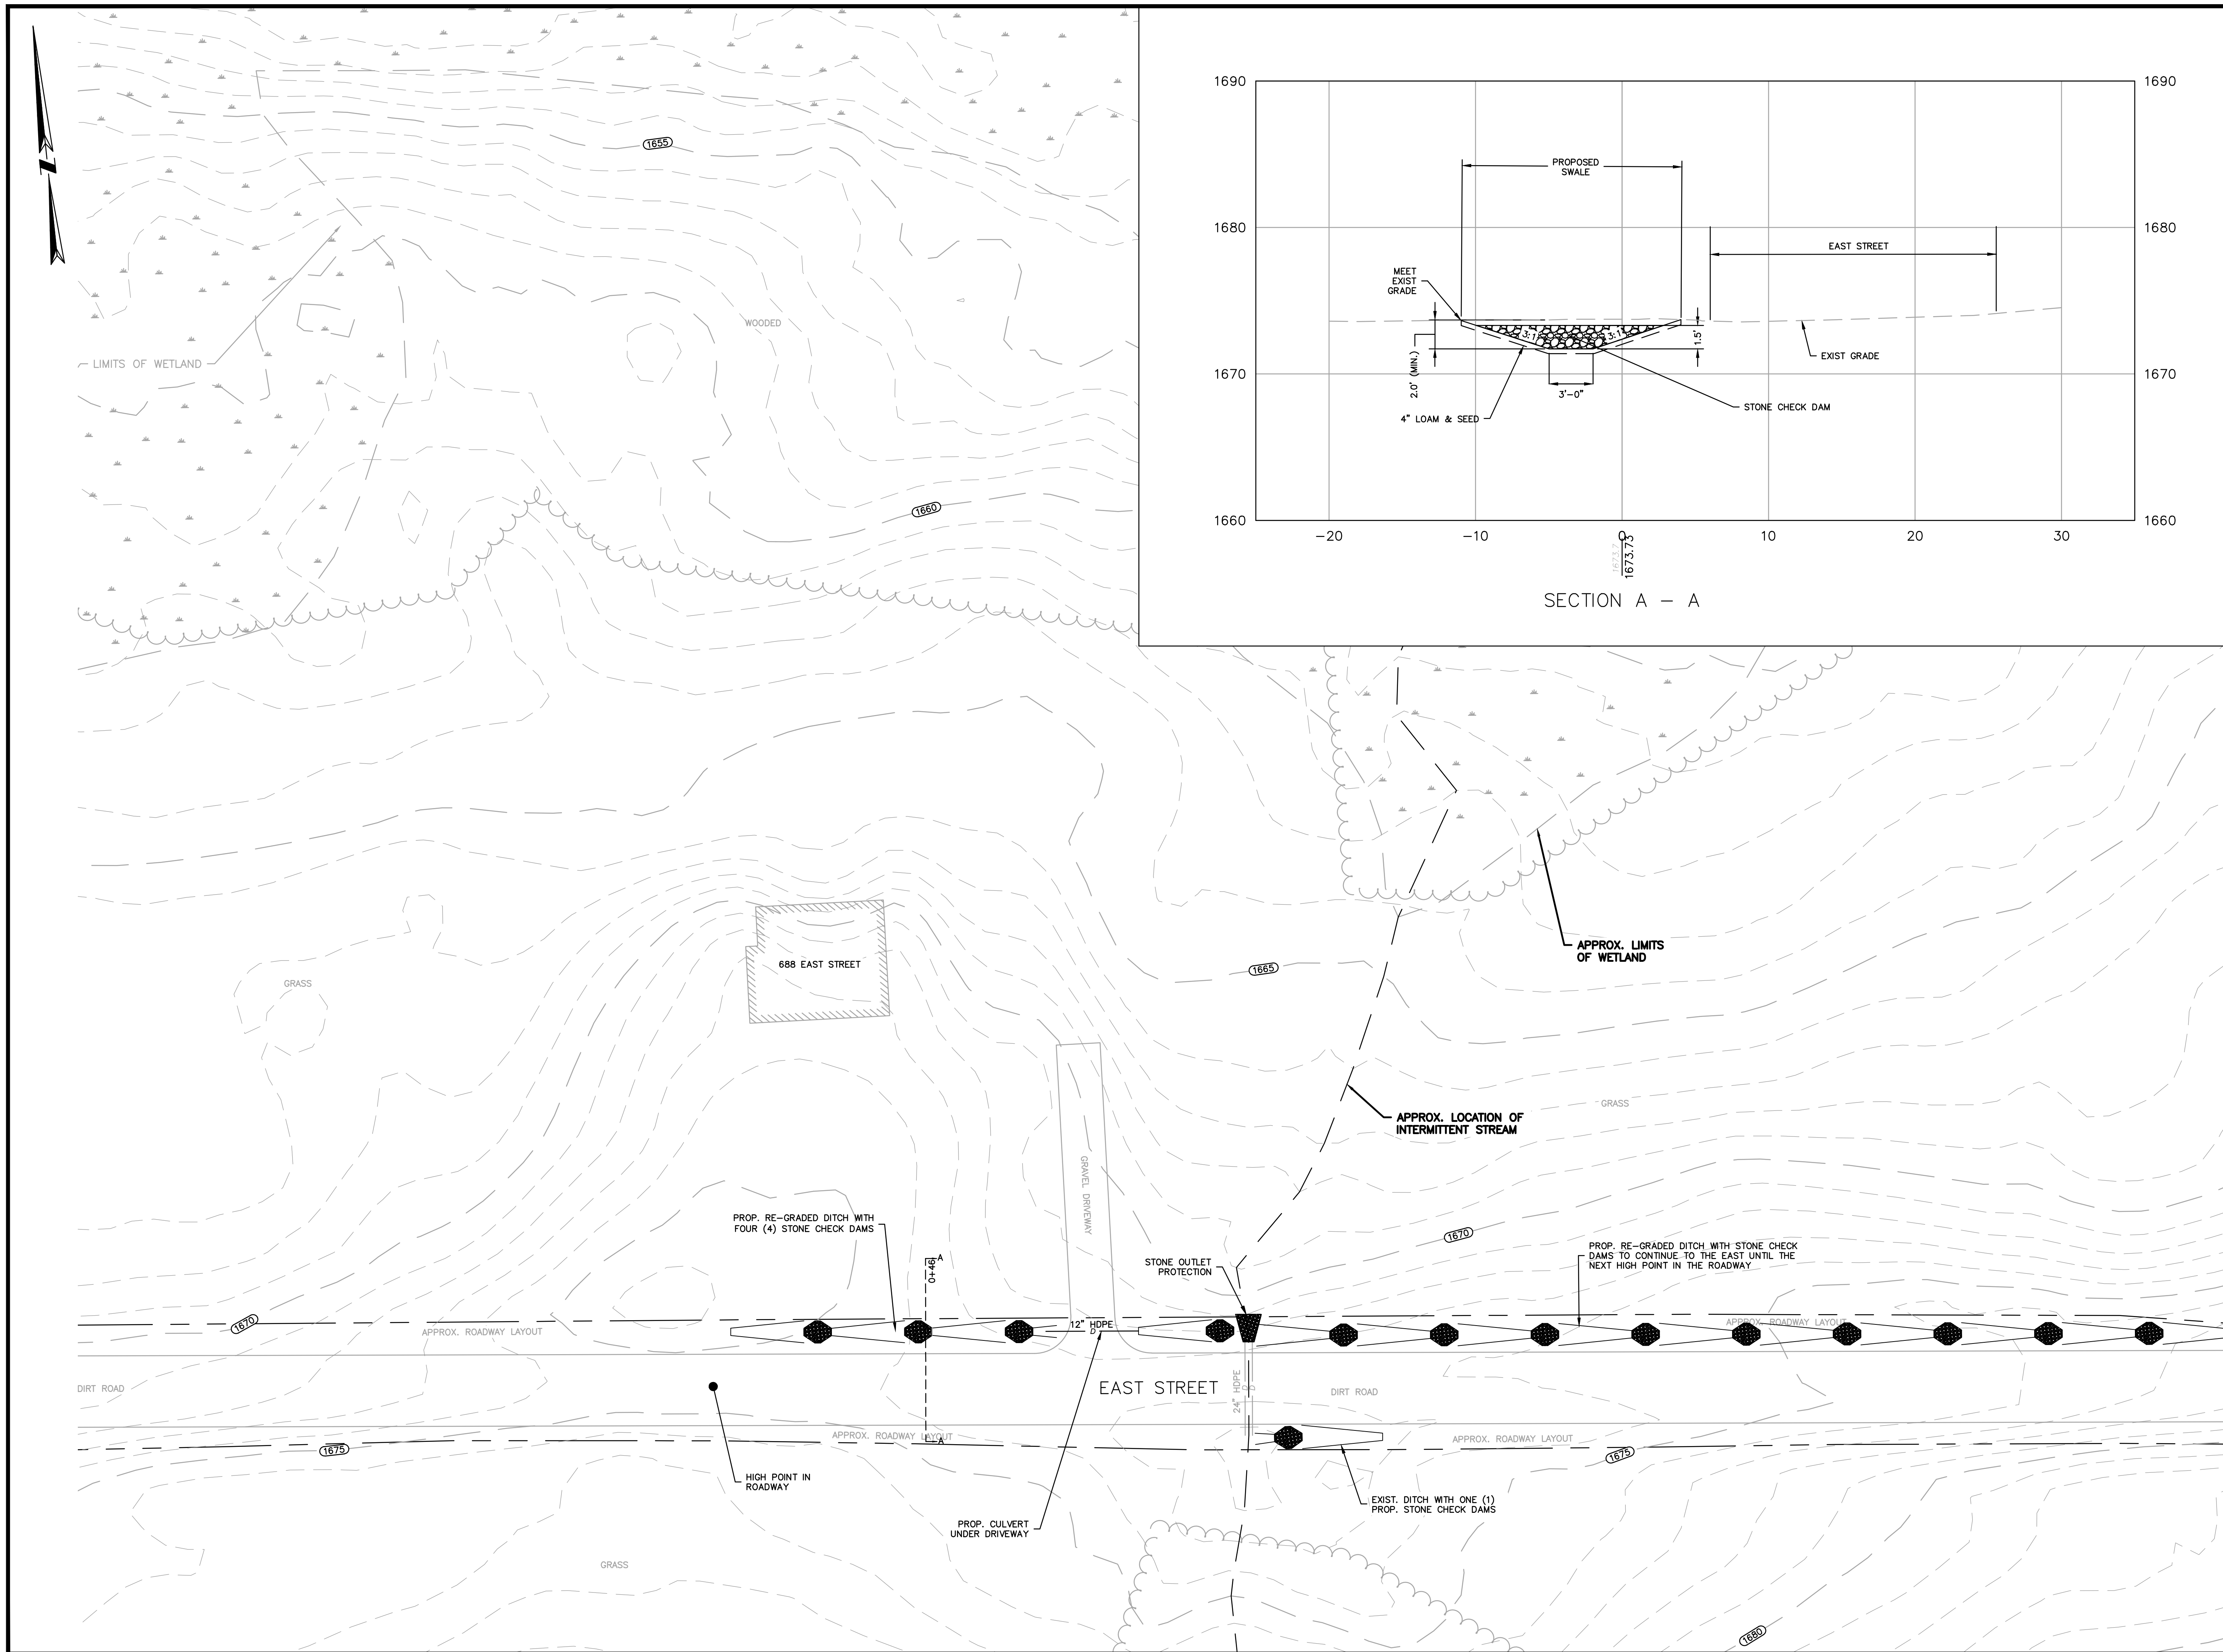 1690
1690
PROPOSED
SWALE
1680
1680
EAST STREET
MEET
EXIST
GRADE
3:1
3:1
1.5'
2.0' (MIN.)
EXIST GRADE
1670
1670
3'-0"
STONE CHECK DAM
4" LOAM & SEED
1660
1660
-20
-10
0
10
20
30
1673.7
1673.73
SECTION A - A
N
1655
WOODED
LIMITS OF WETLAND
1660
APPROX. LIMITS
OF WETLAND
688 EAST STREET
1665
GRASS
GRASS
APPROX. LOCATION OF
INTERMITTENT STREAM
GRAVEL DRIVEWAY
PROP. RE-GRADED DITCH WITH
FOUR (4) STONE CHECK DAMS
1670
STONE OUTLET
PROTECTION
PROP. RE-GRADED DITCH WITH STONE CHECK
DAMS TO CONTINUE TO THE EAST UNTIL THE
NEXT HIGH POINT IN THE ROADWAY
A
0+46
1670
APPROX. ROADWAY LAYOUT
12" HDPE
D
APPROX. ROADWAY LAYOUT
DIRT ROAD
EAST STREET
24" HDPE
DIRT ROAD
APPROX. ROADWAY LAYOUT
A
APPROX. ROADWAY LAYOUT
1675
1675
HIGH POINT IN
ROADWAY
EXIST. DITCH WITH ONE (1)
PROP. STONE CHECK DAMS
PROP. CULVERT
UNDER DRIVEWAY
GRASS
1680